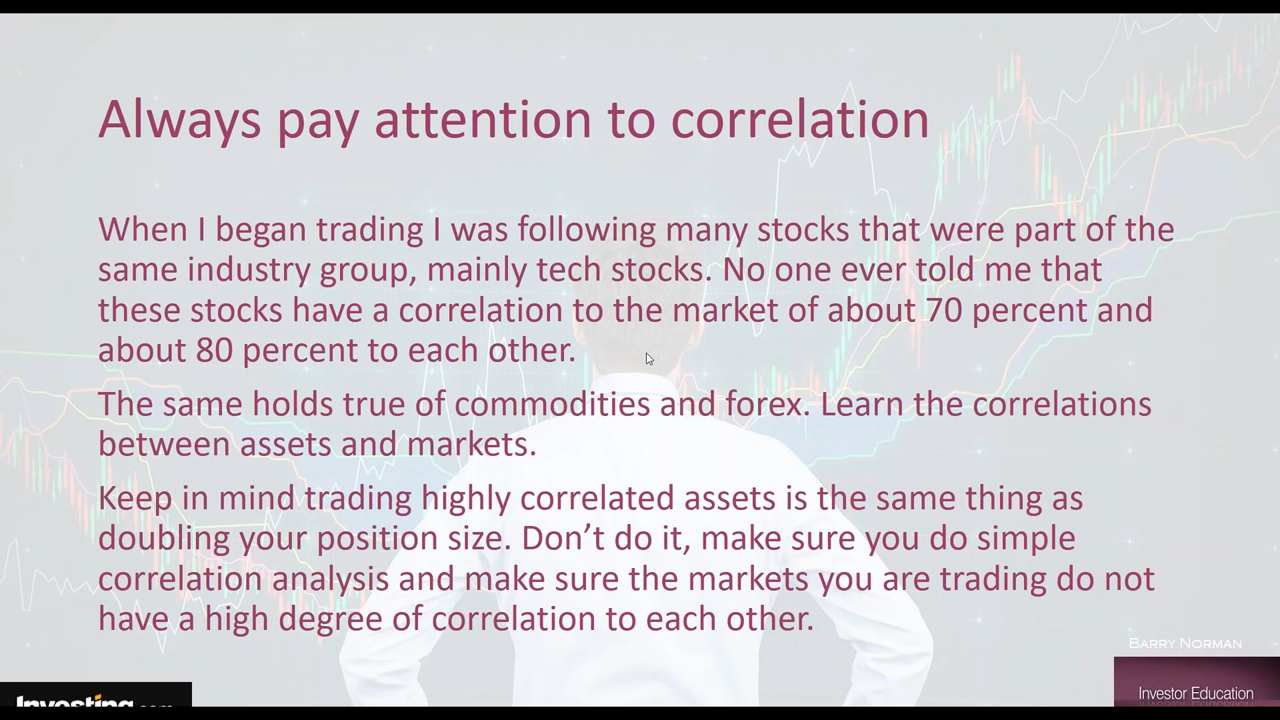 Always pay attention to correlation
When I began trading I was following many stocks that were part of the
same industry group, mainly tech stocks. No one ever told me that
these stocks have a correlation to the market of about 70 percent and
about 80 percent to each other.
The same holds true of commodities and forex. Learn the correlations
between assets and markets.
Keep in mind trading highly correlated assets is the same thing as
doubling your position size. Don’t do it, make sure you do simple
correlation analysis and make sure the markets you are trading do not
have a high degree of correlation to each other.
BARRY NORMAN
Investing.com
Investor Education